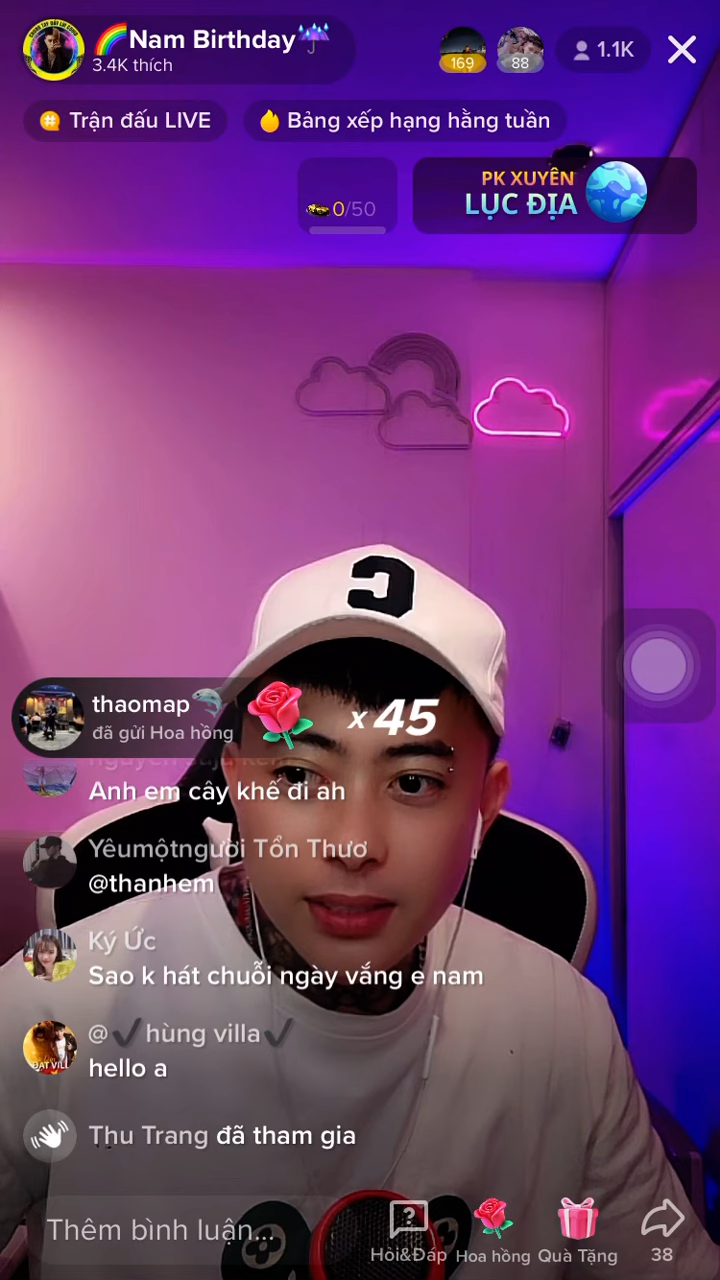 🌈Nam Birthday☔
3.4K thích
169
88
1.1K
Trận đấu LIVE
Bảng xếp hạng hằng tuần
0/50
PK XUYÊN
LỤC ĐỊA
thaomap🐬
đã gửi Hoa hồng
x 45
Anh em cây khế đi ah
Yêumộtngười Tổn Thươ
@thanhem
Ký Ức
Sao k hát chuỗi ngày vắng e nam
@✔hùng villa✔
hello a
Thu Trang đã tham gia
Thêm bình luận...
Hỏi&Đáp
Hoa hồng
Quà Tặng
38